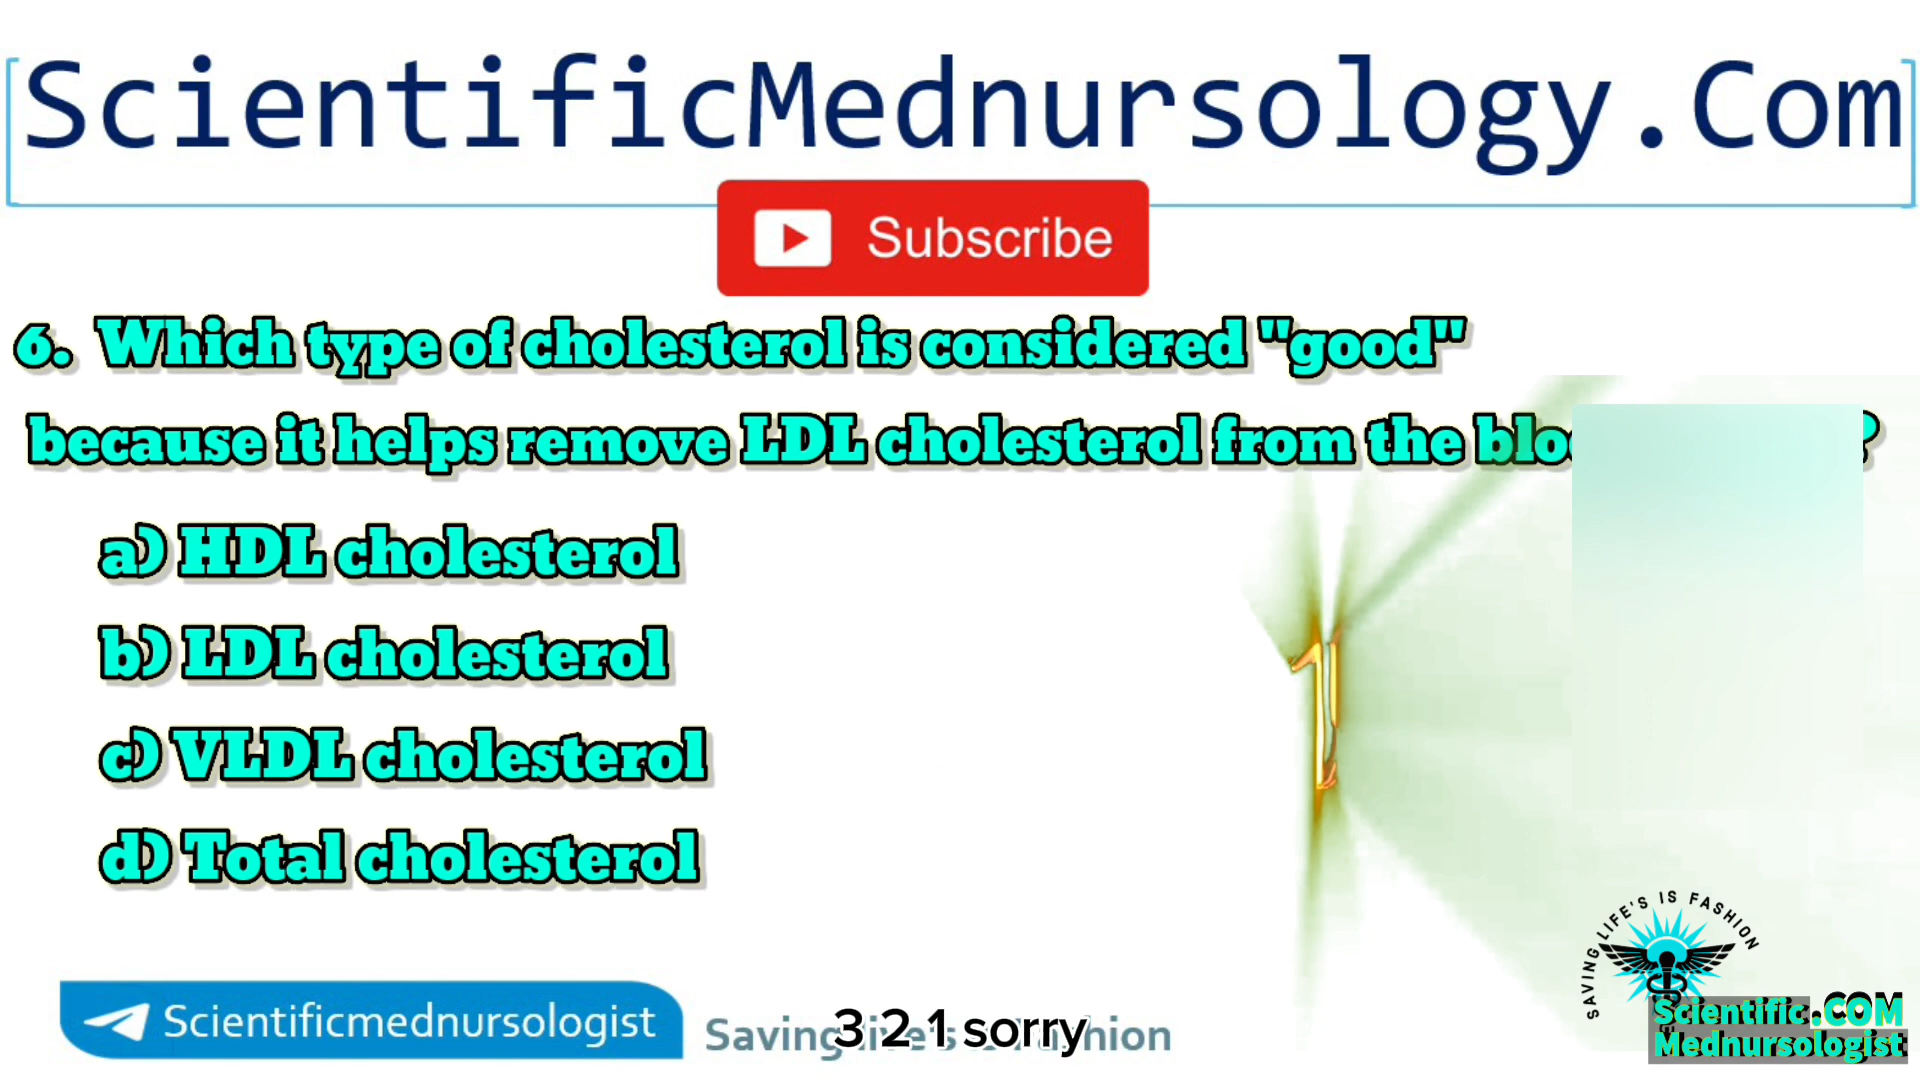 ScientificMednursology.Com
Subscribe
6. Which type of cholesterol is considered "good"
because it helps remove LDL cholesterol from the ?
a) HDL cholesterol
b) LDL cholesterol
c) VLDL cholesterol
d) Total cholesterol
SAVING LIFE'S IS FASHION
Scientific.COM
Mednursologist
Scientificmednursologist
3 2 1 sorry